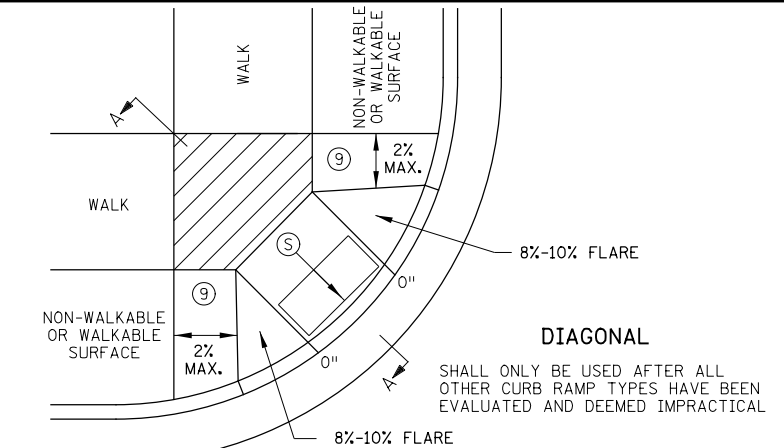 WALK
NON-WALKABLE
OR WALKABLE
SURFACE
A
9
2%
MAX.
WALK
S
8%-10% FLARE
0"
9
NON-WALKABLE
OR WALKABLE
SURFACE
2%
MAX.
0"
A
8%-10% FLARE
DIAGONAL
SHALL ONLY BE USED AFTER ALL
OTHER CURB RAMP TYPES HAVE BEEN
EVALUATED AND DEEMED IMPRACTICAL